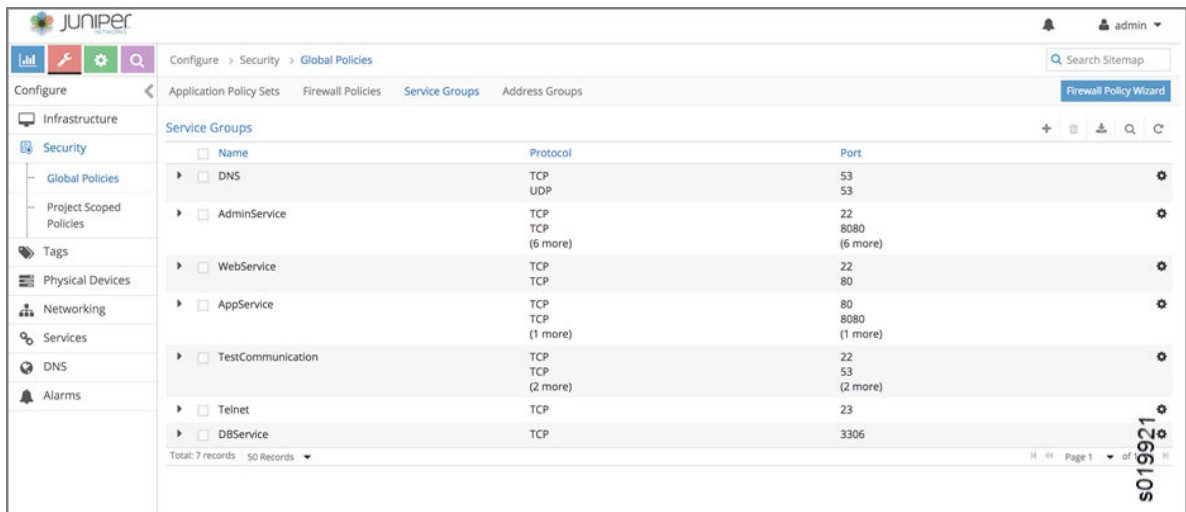 JUNIPER
NETWORKS
admin
Configure > Security > Global Policies
Search Sitemap
Configure
Application Policy Sets Firewall Policies Service Groups Address Groups
Firewall Policy Wizard
Infrastructure
Security
Global Policies
Project Scoped
Policies
Tags
Physical Devices
Networking
Services
DNS
Alarms
Service Groups
Name Protocol Port
DNS TCP 53
UDP 53
AdminService TCP 22
TCP 8080
(6 more) (6 more)
WebService TCP 22
TCP 80
AppService TCP 80
TCP 8080
(1 more) (1 more)
TestCommunication TCP 22
TCP 53
(2 more) (2 more)
Telnet TCP 23
DBService TCP 3306
Total: 7 records 50 Records
Page 1 of
s019921